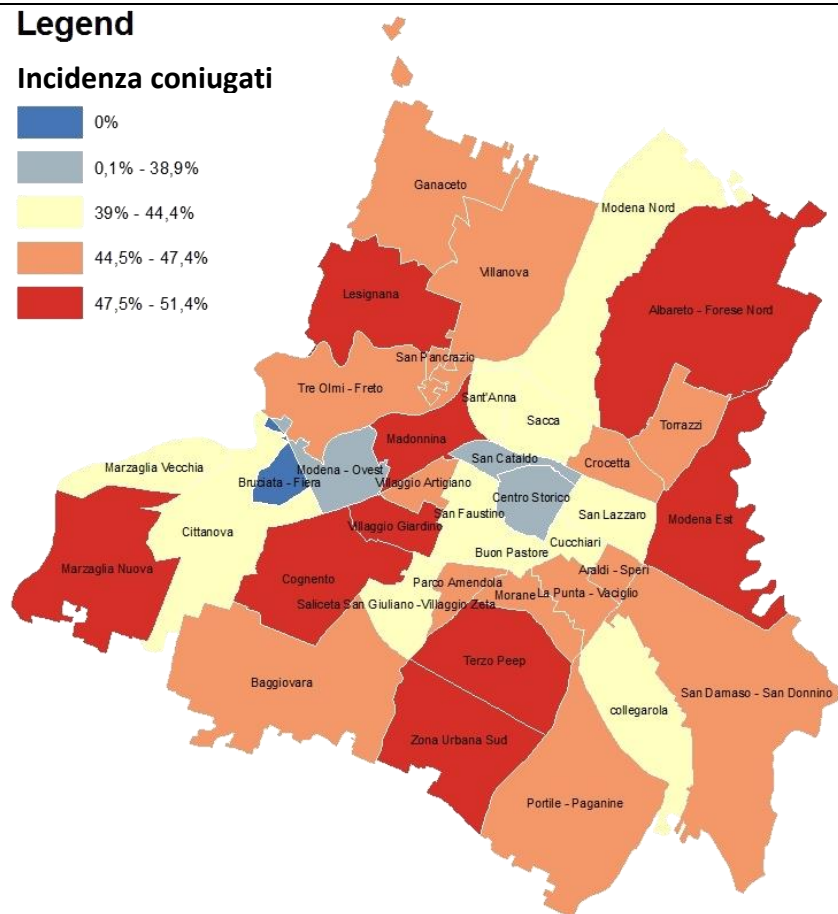 Legend
Incidenza coniugati
0%
0,1% - 38,9%
39% - 44,4%
44,5% - 47,4%
47,5% - 51,4%
Ganaceto
Modena Nord
Villanova
Lesignana
Albareto - Forese Nord
San Pancrazio
Tre Olmi - Freto
Sant'Anna
Sacca
Torrazzi
Madonnina
San Cataldo
Crocetta
Marzaglia Vecchia
Modena - Ovest
Bruciata - Fiera
Villaggio Artigiano
Centro Storico
San Faustino
San Lazzaro
Modena Est
Villaggio Giardino
Cittanova
Cucchiari
Buon Pastore
Marzaglia Nuova
Araldi - Speri
Cognento
Parco Amendola
La Punta - Vaciglio
Morane
Saliceta San Giuliano -Villaggio Zeta
Terzo Peep
Baggiovara
San Damaso - San Donnino
collegarola
Zona Urbana Sud
Portile - Paganine